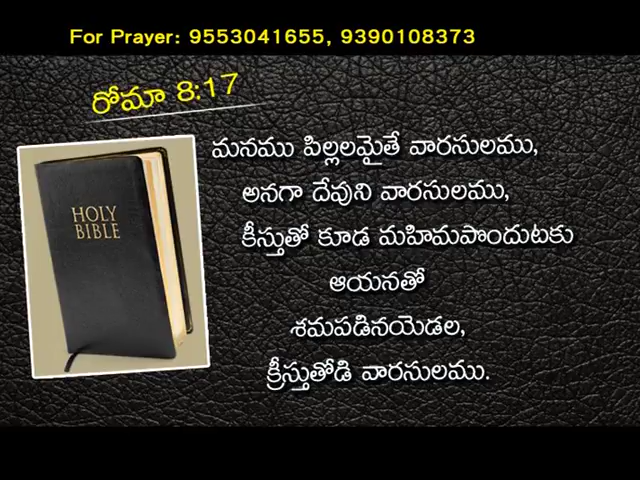 For Prayer: 9553041655, 9390108373
రోమా 8:17
HOLY
BIBLE
మనము పిల్లలమైతే వారసులము,
అనగా దేవుని వారసులము,
కీస్తుతో కూడ మహిమపొందుటకు
ఆయనతో
శమపడినయెడల,
క్రీస్తుతోడి వారసులము.